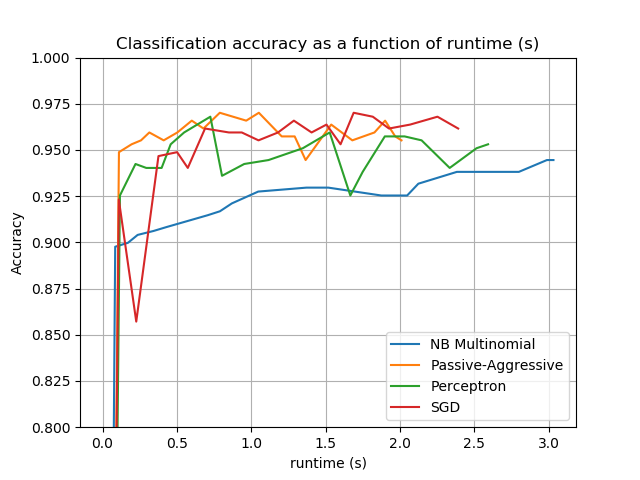 Classification accuracy as a function of runtime (s)
1.000
0.975
0.950
0.925
0.900
0.875
0.850
0.825
0.800
Accuracy
NB Multinomial
Passive-Aggressive
Perceptron
SGD
0.0 0.5 1.0 1.5 2.0 2.5 3.0
runtime (s)